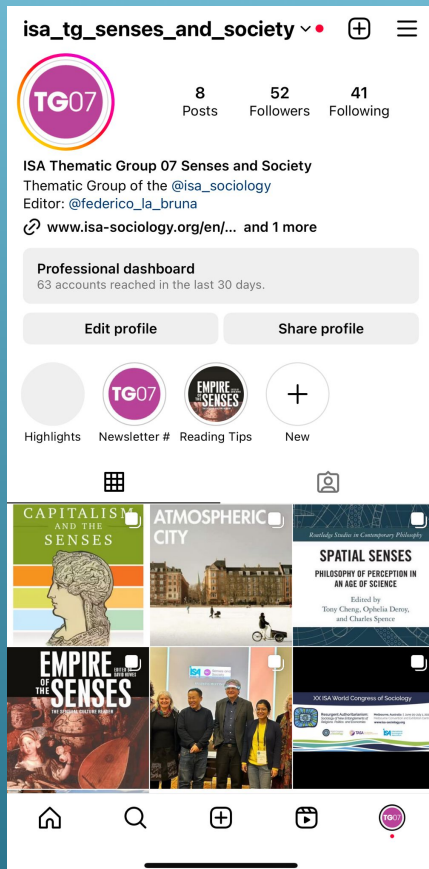 isa_tg_senses_and_society
TG07
8
Posts
52
Followers
41
Following
ISA Thematic Group 07 Senses and Society
Thematic Group of the @isa_sociology
Editor: @federico_la_bruna
www.isa-sociology.org/en/... and 1 more
Professional dashboard
63 accounts reached in the last 30 days.
Edit profile
Share profile
TG07
EMPIRE
OF THE SENSES
Highlights
Newsletter #
Reading Tips
New
CAPITALISM
AND THE
SENSES
ATMOSPHERIC
CITY
Routledge Studies in Contemporary Philosophy
SPATIAL SENSES
PHILOSOPHY OF PERCEPTION IN
AN AGE OF SCIENCE
Edited by
Tony Cheng, Ophelia Deroy,
and Charles Spence
EMPIRE
OF THE SENSES
EDITED BY
DAVID HOWES
THE SENSUAL CULTURE READER
XX ISA World Congress of Sociology
TG07